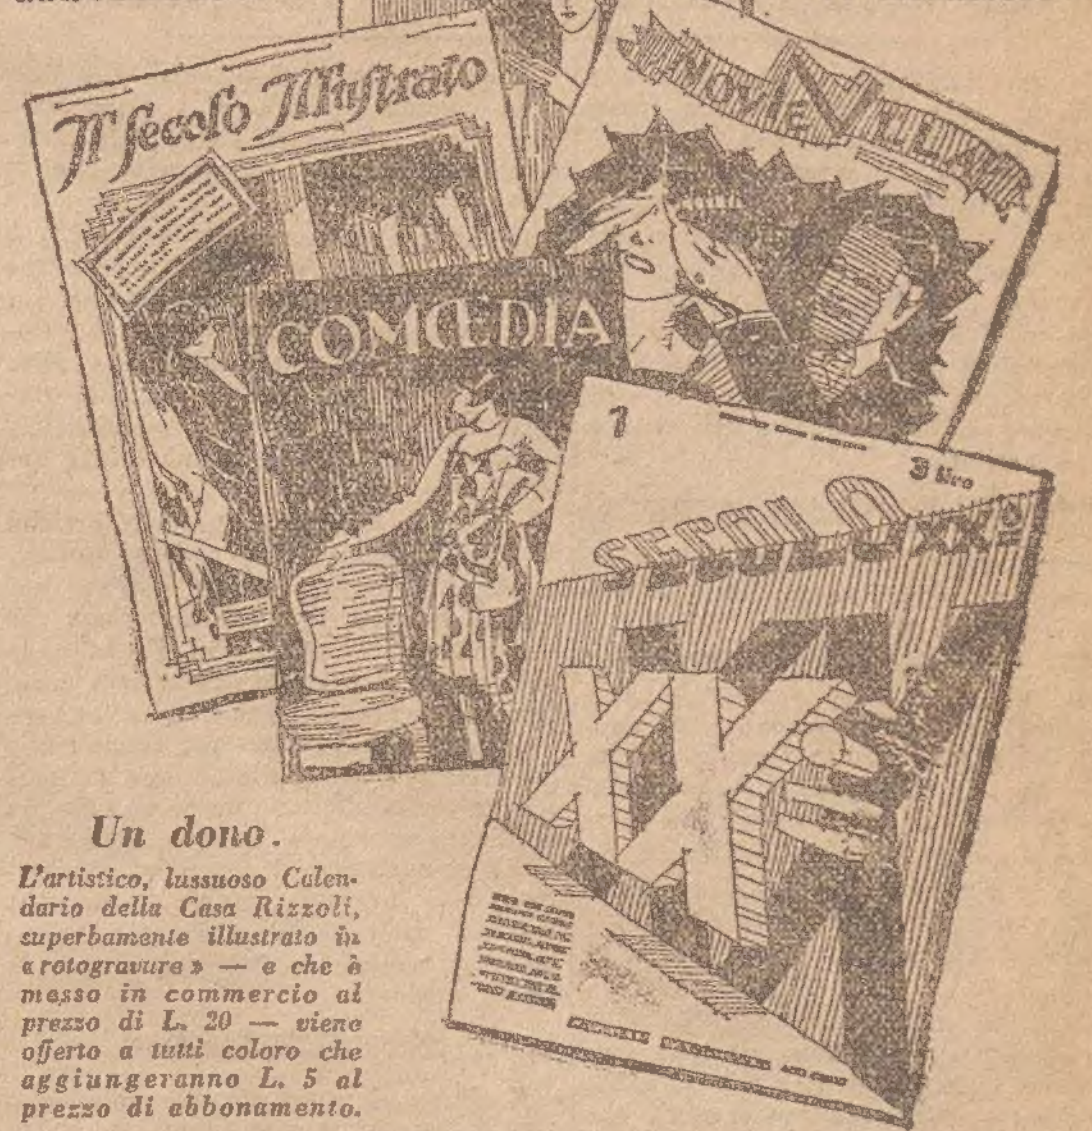 Il Secolo Illustrato
NOVELLA
COMŒDIA
1
3 lire
SECOLO XXº
XX
Un dono.
L'artistico, lussuoso Calen-
dario della Casa Rizzoli,
superbamente illustrato in
« rotogravure » — e che è
messo in commercio al
prezzo di L. 20 — viene
offerto a tutti coloro che
aggiungeranno L. 5 al
prezzo di abbonamento.